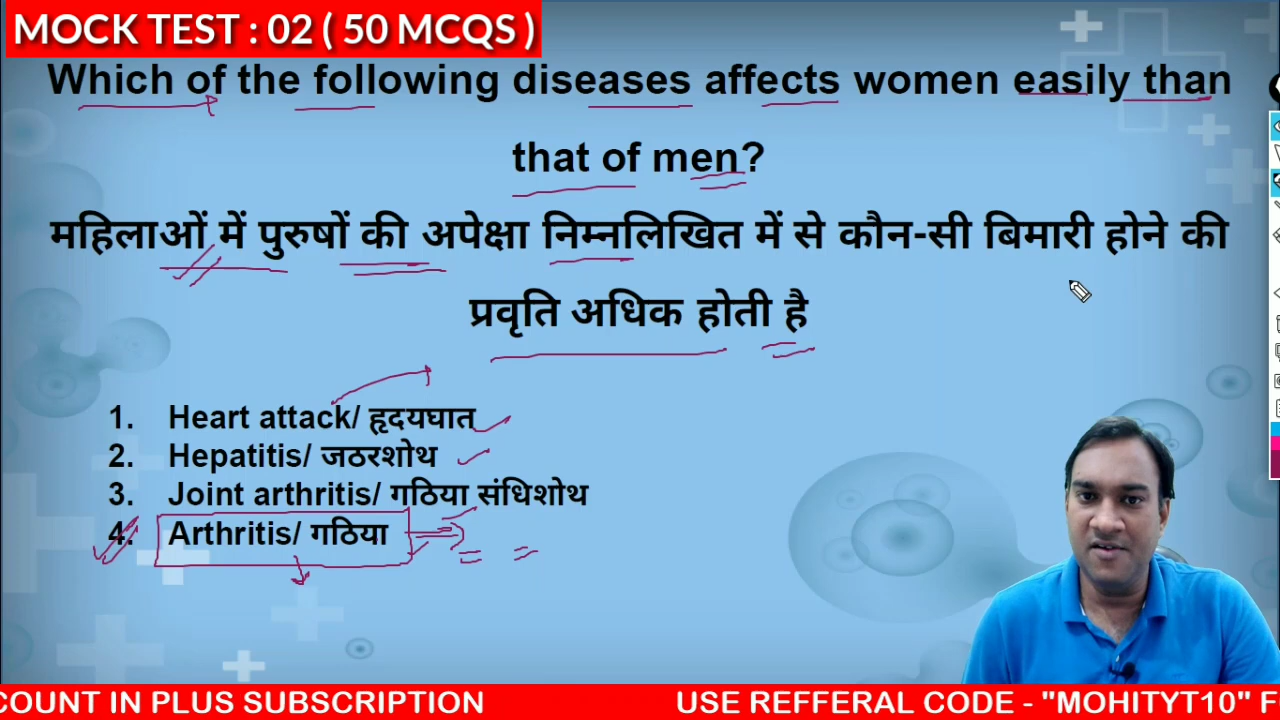 MOCK TEST : 02 ( 50 MCQS )
Which of the following diseases affects women easily than
that of men?
महिलाओं में पुरुषों की अपेक्षा निम्नलिखित में से कौन-सी बिमारी होने की
प्रवृति अधिक होती है
1. Heart attack/ हृदयघात
2. Hepatitis/ जठरशोथ
3. Joint arthritis/ गठिया संधिशोथ
4. Arthritis/ गठिया
COUNT IN PLUS SUBSCRIPTION USE REFFERAL CODE - "MOHITYT10" F